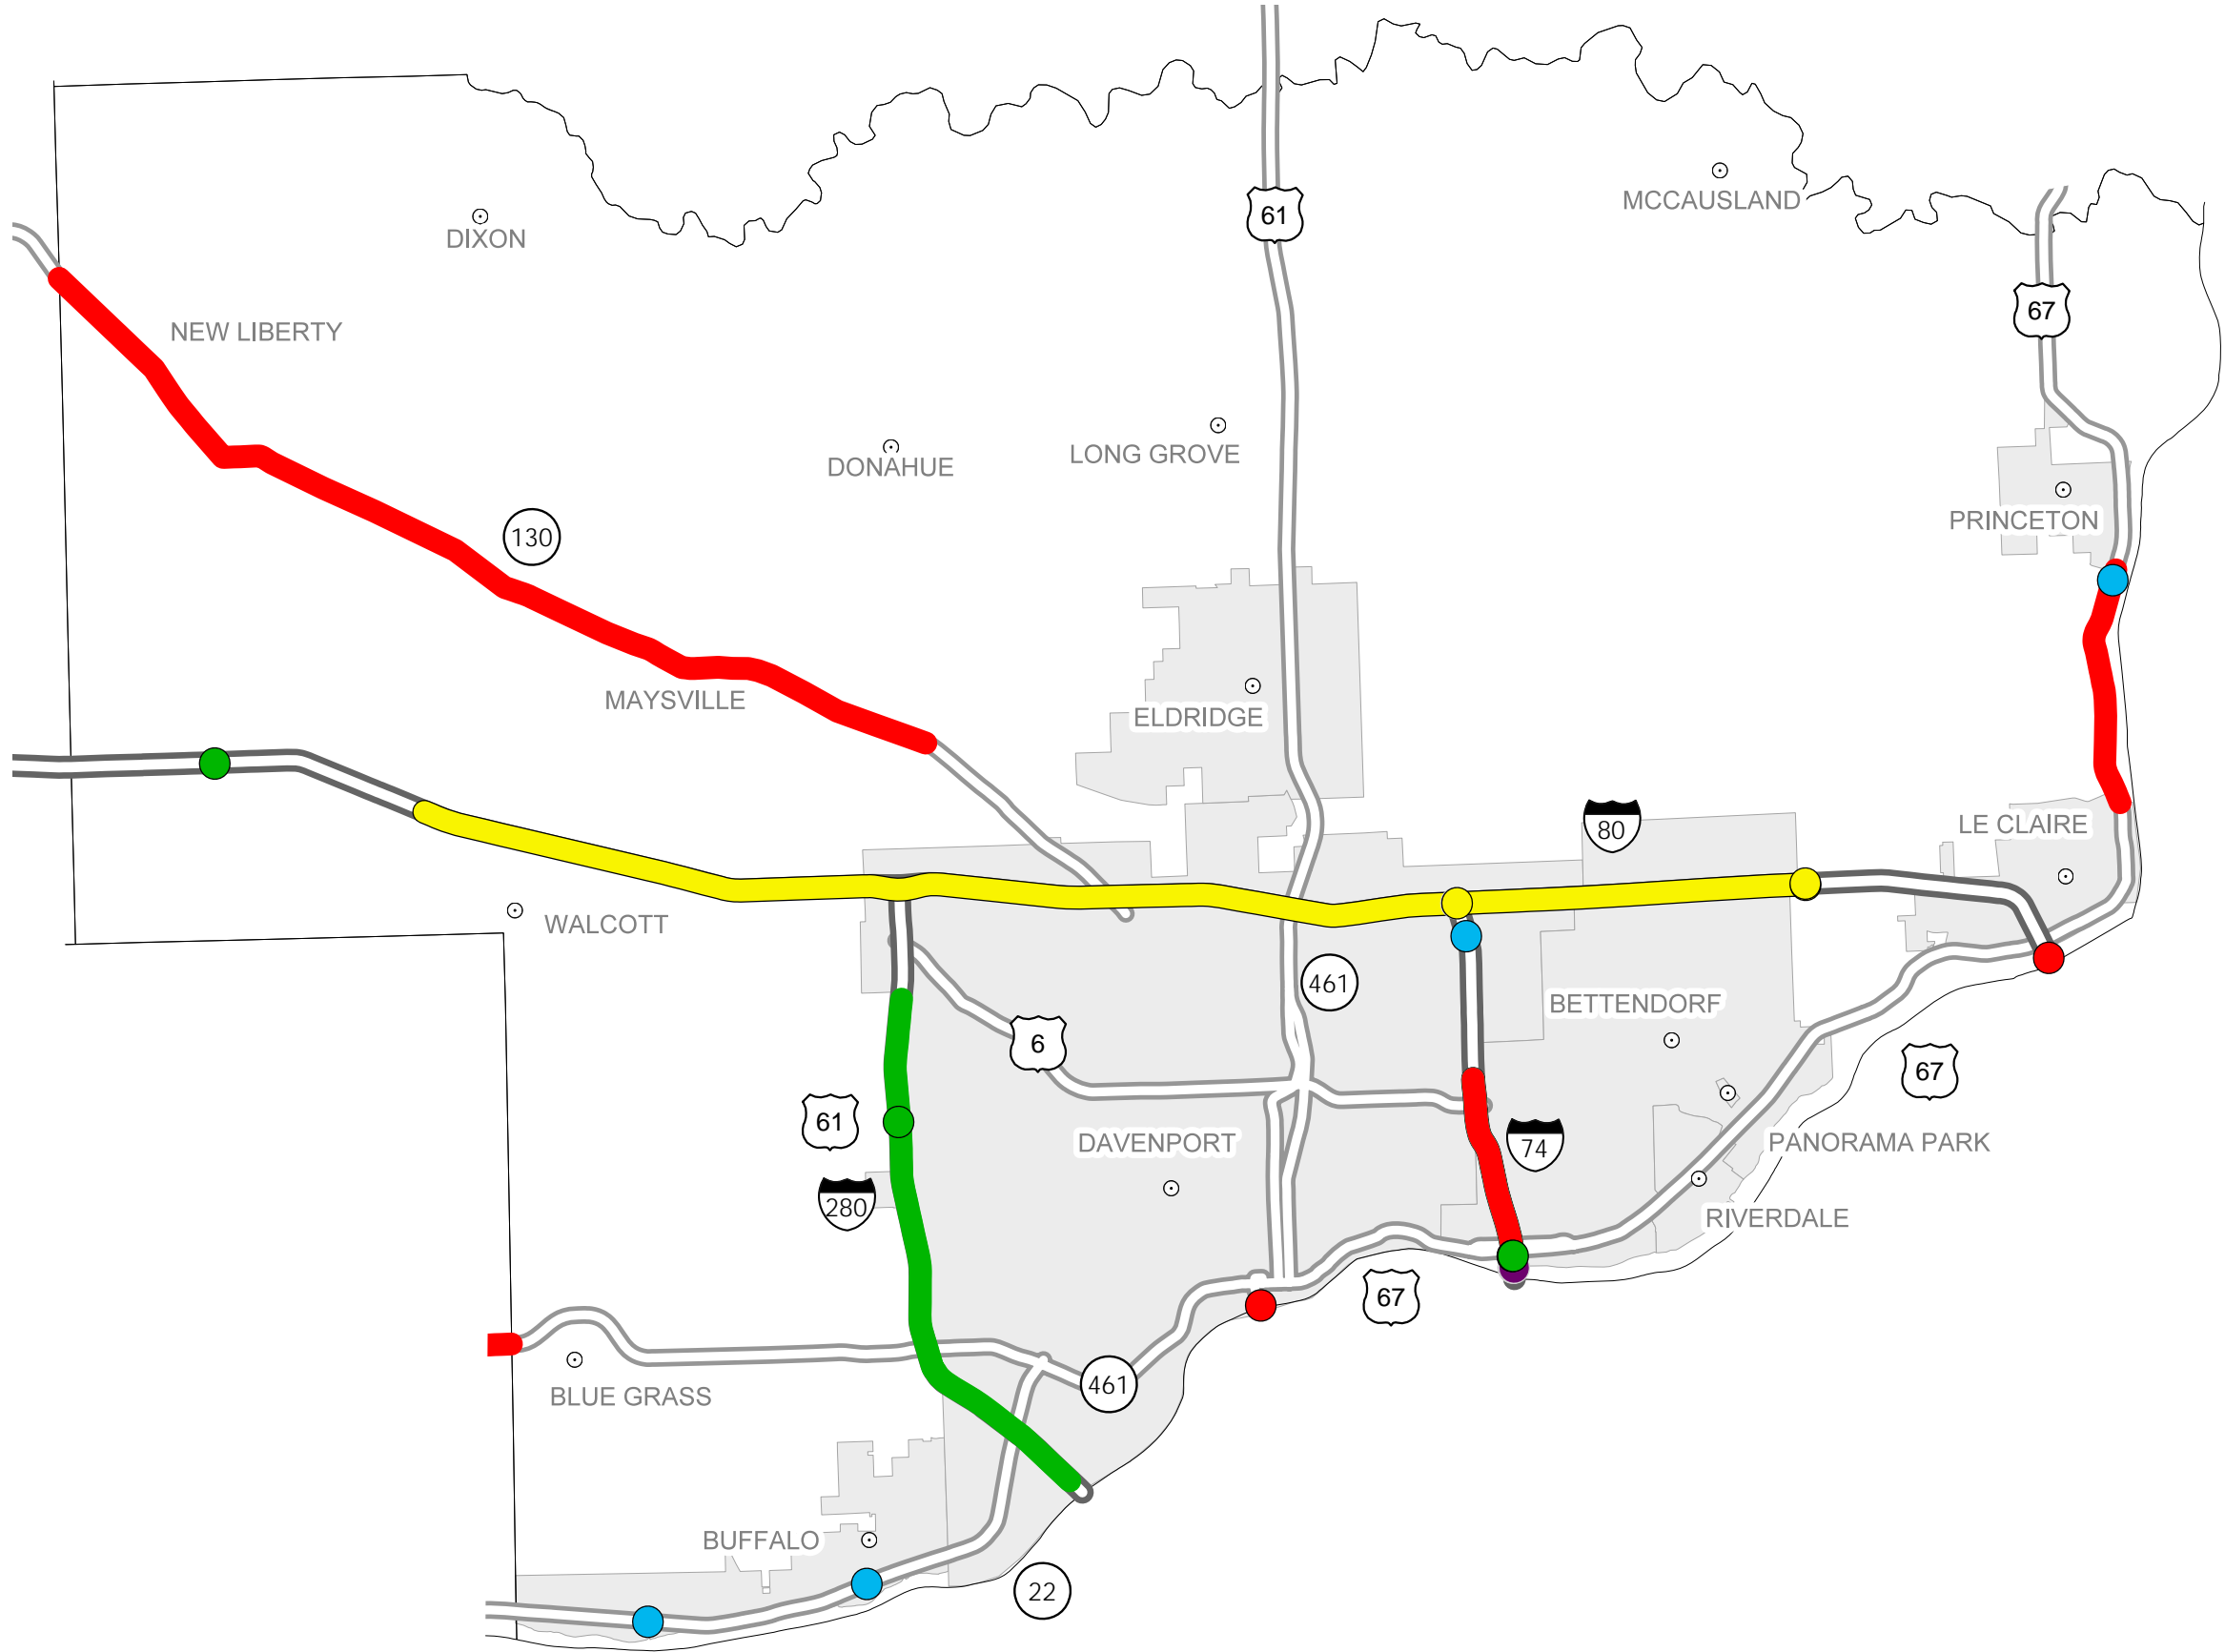 61
MCCAUSLAND
DIXON
67
NEW LIBERTY
LONG GROVE
DONAHUE
PRINCETON
130
MAYSVILLE
ELDRIDGE
80
LE CLAIRE
WALCOTT
461
BETTENDORF
6
67
61
DAVENPORT
74
PANORAMA PARK
280
RIVERDALE
67
461
BLUE GRASS
BUFFALO
22